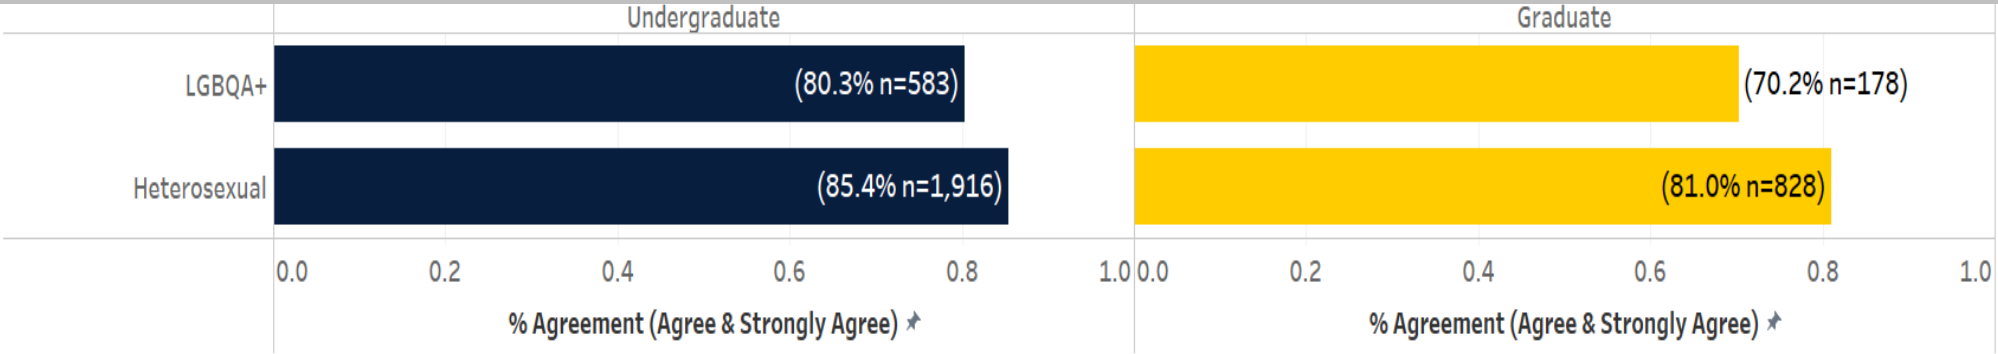 Undergraduate Graduate
LGBQA+ (80.3% n=583) (70.2% n=178)
Heterosexual (85.4% n=1,916) (81.0% n=828)
0.0 0.2 0.4 0.6 0.8 1.0 0.0 0.2 0.4 0.6 0.8 1.0
% Agreement (Agree & Strongly Agree) % Agreement (Agree & Strongly Agree)